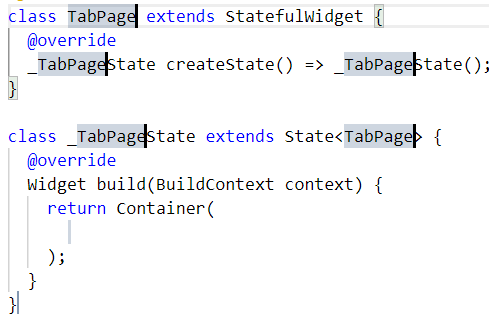 class TabPage extends StatefulWidget {
  @override
  _TabPageState createState() => _TabPageState();
}
class _TabPageState extends State<TabPage> {
  @override
  Widget build(BuildContext context) {
    return Container(
    );
  }
}